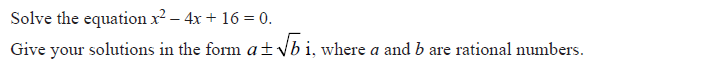 Solve the equation x² – 4x + 16 = 0.
Give your solutions in the form a ± √b i, where a and b are rational numbers.